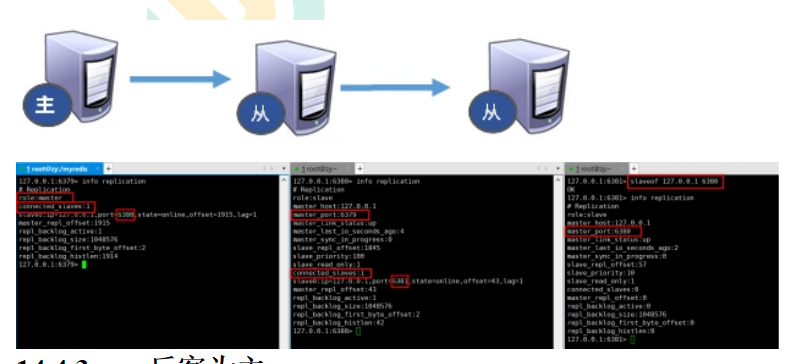 主
从
从
1 root@zy:/myredis
127.0.0.1:6379> info replication
# Replication
role:master
connected_slaves:1
slave0:ip=127.0.0.1,port=6380,state=online,offset=1915,lag=1
master_repl_offset:1915
repl_backlog_active:1
repl_backlog_size:1048576
repl_backlog_first_byte_offset:2
repl_backlog_histlen:1914
127.0.0.1:6379>
1 root@zy:~
127.0.0.1:6380> info replication
# Replication
role:slave
master_host:127.0.0.1
master_port:6379
master_link_status:up
master_last_io_seconds_ago:4
master_sync_in_progress:0
slave_repl_offset:1845
slave_priority:100
slave_read_only:1
connected_slaves:1
slave0:ip=127.0.0.1,port=6381,state=online,offset=43,lag=1
master_repl_offset:43
repl_backlog_active:1
repl_backlog_size:1048576
repl_backlog_first_byte_offset:2
repl_backlog_histlen:42
127.0.0.1:6380>
1 root@zy:~
127.0.0.1:6381> slaveof 127.0.0.1 6380
OK
127.0.0.1:6381> info replication
# Replication
role:slave
master_host:127.0.0.1
master_port:6380
master_link_status:up
master_last_io_seconds_ago:2
master_sync_in_progress:0
slave_repl_offset:57
slave_priority:10
slave_read_only:1
connected_slaves:0
master_repl_offset:0
repl_backlog_active:0
repl_backlog_size:1048576
repl_backlog_first_byte_offset:0
repl_backlog_histlen:0
127.0.0.1:6381>